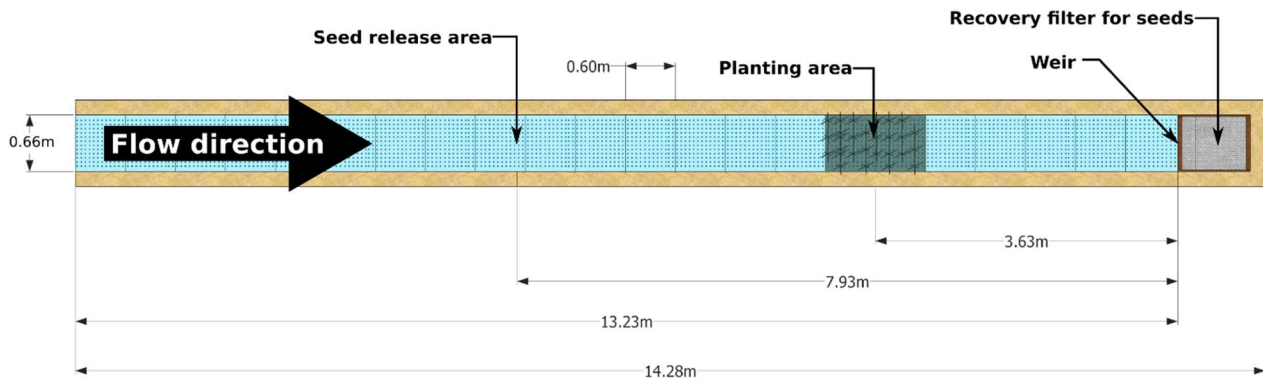 Recovery filter for seeds
Seed release area
Weir
0.60m
Planting area
0.66m
Flow direction
3.63m
7.93m
13.23m
14.28m